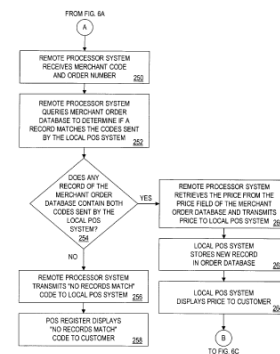 FROM FIG. 6A
A
REMOTE PROCESSOR SYSTEM
RECEIVES MERCHANT CODE
AND ORDER NUMBER
250
REMOTE PROCESSOR SYSTEM
QUERIES MERCHANT ORDER
DATABASE TO DETERMINE IF A
RECORD MATCHES THE CODES SENT
BY THE LOCAL POS SYSTEM
252
DOES ANY
RECORD OF THE
MERCHANT ORDER
DATABASE CONTAIN BOTH
CODES SENT BY THE
LOCAL POS
SYSTEM?
254
YES
NO
REMOTE PROCESSOR SYSTEM
TRANSMITS "NO RECORDS MATCH"
CODE TO LOCAL POS SYSTEM
256
POS REGISTER DISPLAYS
"NO RECORDS MATCH"
CODE TO CUSTOMER
258
REMOTE PROCESSOR SYSTEM
RETRIEVES THE PRICE FROM THE
PRICE FIELD OF THE MERCHANT
ORDER DATABASE AND TRANSMITS
PRICE TO LOCAL POS SYSTEM
LOCAL POS SYSTEM
STORES NEW RECORD
IN ORDER DATABASE
LOCAL POS SYSTEM
DISPLAYS PRICE TO CUSTOMER
B
TO FIG. 6C